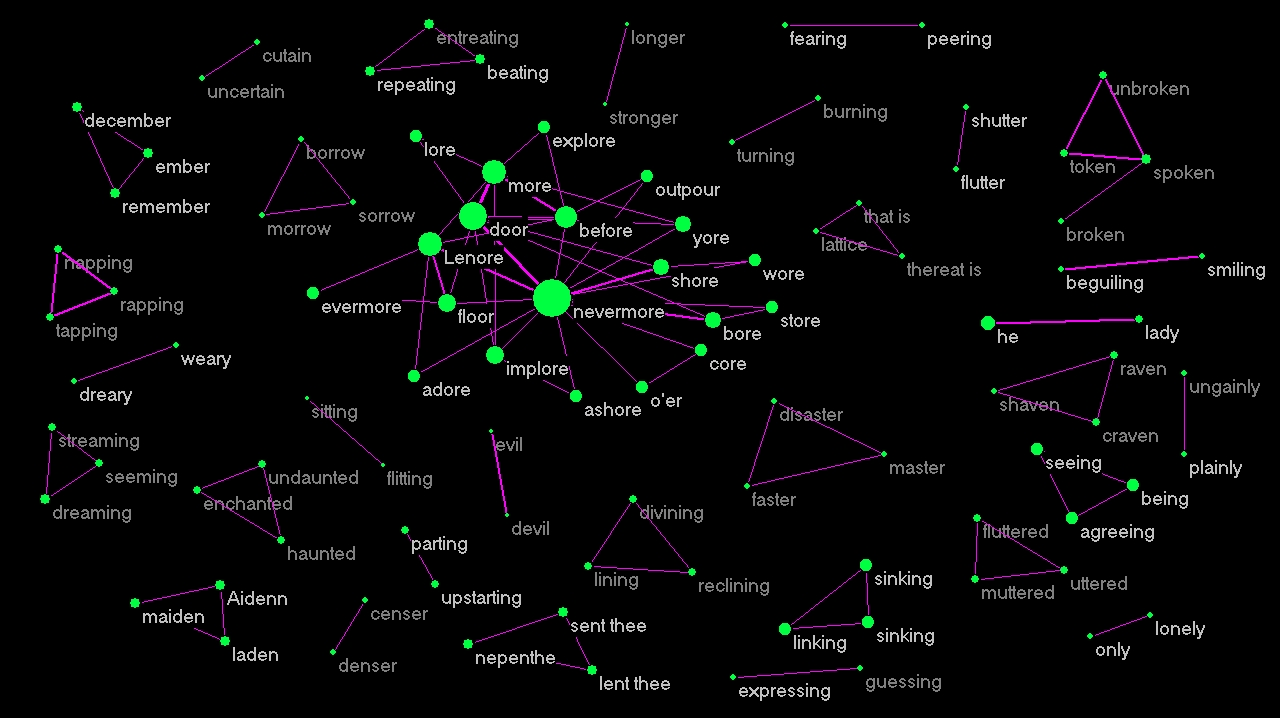 entreating
longer
fearing
peering
cutain
beating
repeating
uncertain
unbroken
burning
stronger
december
shutter
explore
lore
borrow
turning
ember
token
spoken
more
flutter
outpour
remember
sorrow
morrow
that is
door
before
broken
yore
lattice
Lenore
napping
thereat is
smiling
wore
shore
beguiling
rapping
evermore
nevermore
floor
store
tapping
bore
lady
he
weary
core
implore
raven
ungainly
adore
dreary
o'er
shaven
ashore
sitting
disaster
craven
streaming
evil
seeing
master
plainly
seeming
undaunted
flitting
being
faster
enchanted
dreaming
divining
devil
fluttered
agreeing
parting
haunted
sinking
lining
reclining
uttered
muttered
Aidenn
upstarting
maiden
censer
sent thee
lonely
sinking
linking
only
laden
nepenthe
denser
lent thee
guessing
expressing